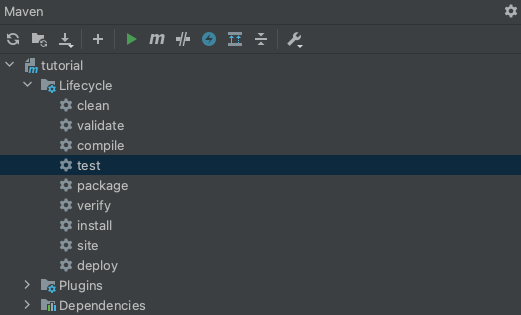 Maven
tutorial
Lifecycle
clean
validate
compile
test
package
verify
install
site
deploy
Plugins
Dependencies